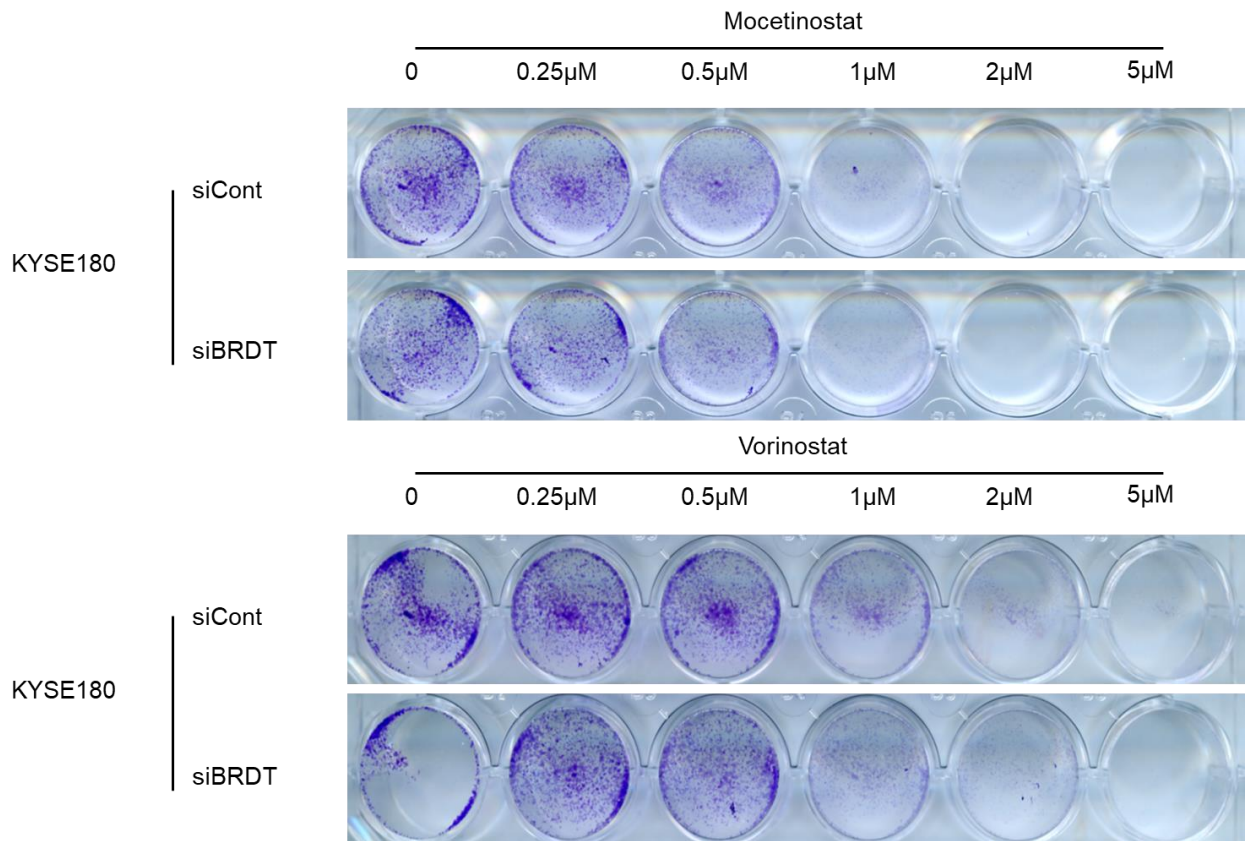 Mocetinostat
0 0.25µM 0.5µM 1µM 2µM 5µM
siCont
KYSE180
siBRDT
Vorinostat
0 0.25µM 0.5µM 1µM 2µM 5µM
siCont
KYSE180
siBRDT